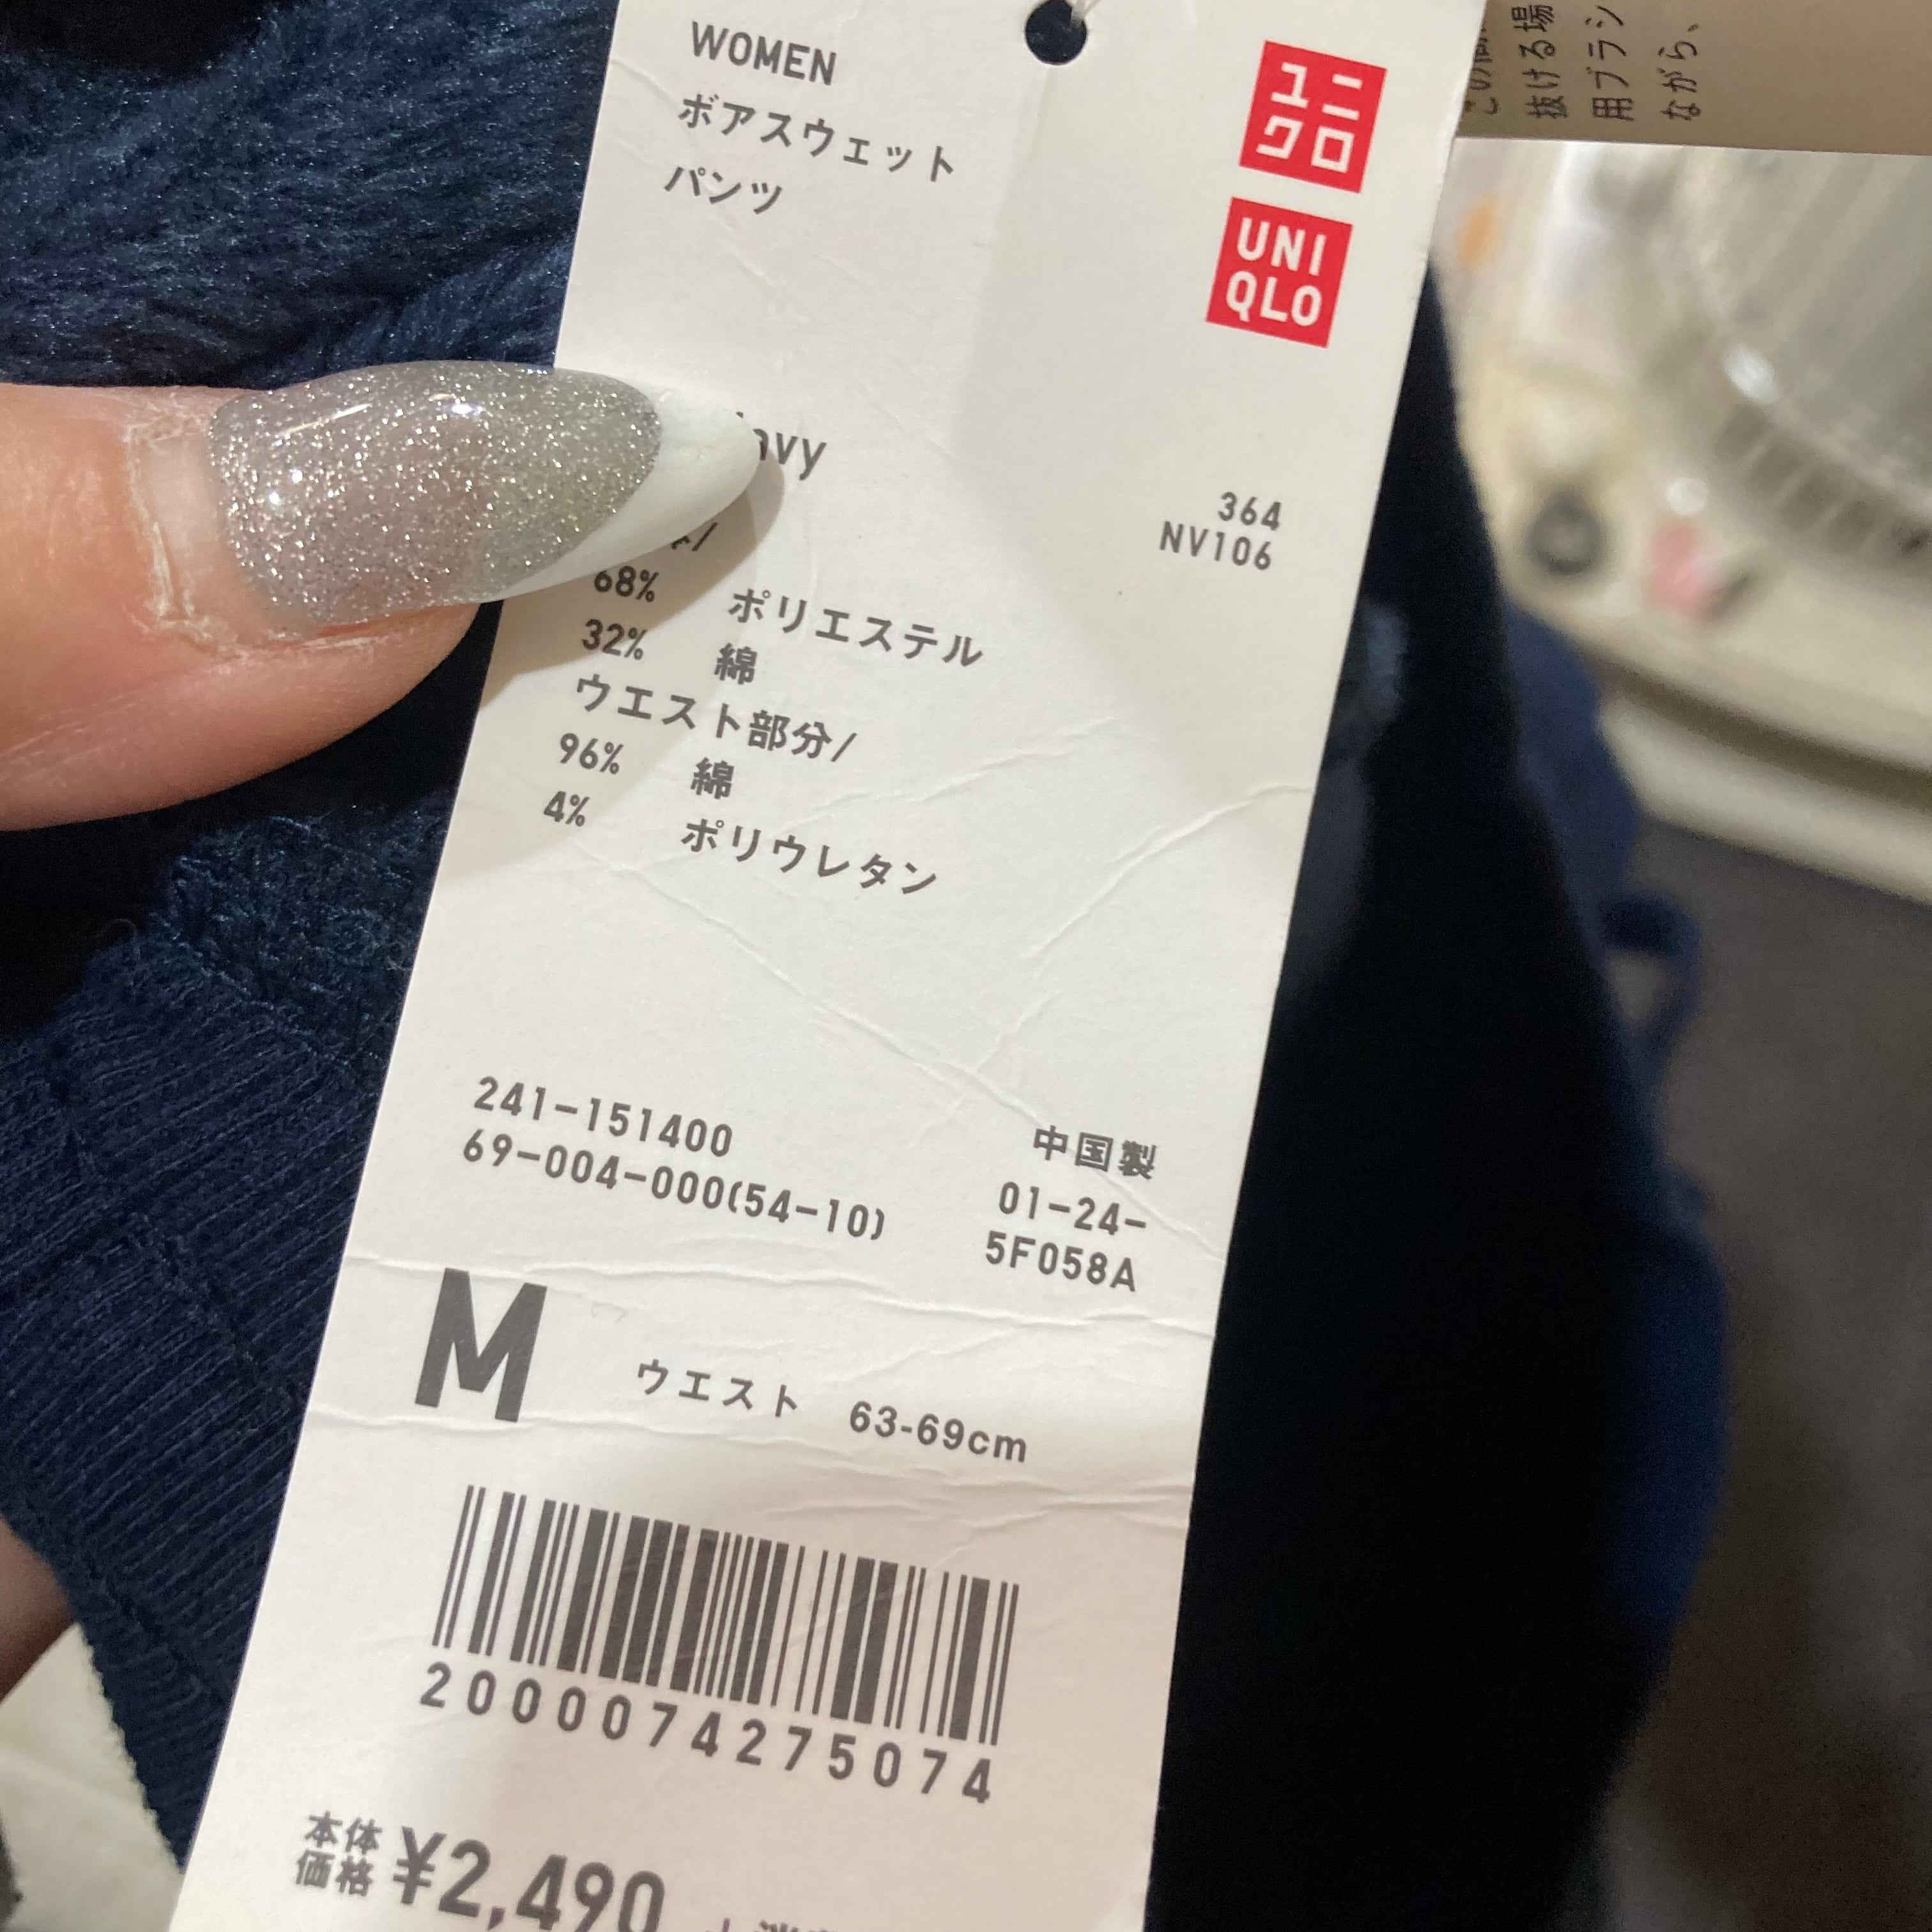 WOMEN
ボアスウェット
パンツ
ユニ
クロ
UNI
QLO
364
NV106
68% ポリエステル
32% 綿
ウエスト部分/
96% 綿
4% ポリウレタン
241-151400
69-004-000(54-10)
中国製
01-24-
5F058A
M ウエスト 63-69cm
2000074275074
本体
価格 ¥2,490
抜ける場
用ブラシ
ながら、